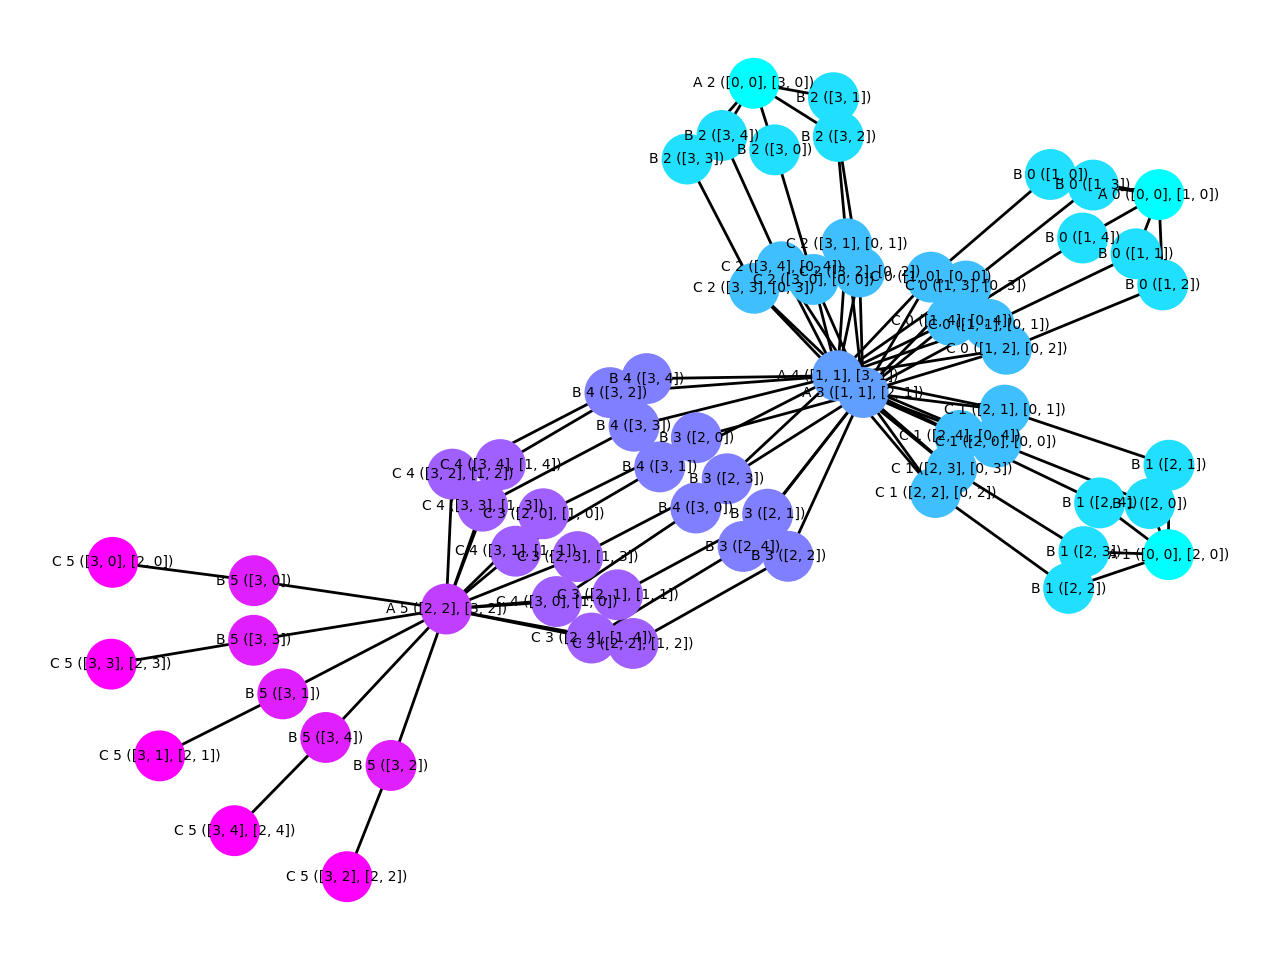 A 2 ([0, 0], [3, 0])
B 2 ([3, 1])
B 2 ([3, 4])
B 2 ([3, 2])
B 2 ([3, 0])
B 2 ([3, 3])
B 0 ([1, 0])
B 0 ([1, 3])
A 0 ([0, 0], [1, 0])
B 0 ([1, 4])
B 0 ([1, 1])
B 0 ([1, 2])
C 2 ([3, 1], [0, 1])
C 2 ([3, 4], [0, 4])
C 2 ([3, 2], [0, 2])
C 2 ([3, 0], [0, 0])
C 2 ([3, 3], [0, 3])
C 0 ([1, 0], [0, 0])
C 0 ([1, 3], [0, 3])
C 0 ([1, 4], [0, 4])
C 0 ([1, 1], [0, 1])
C 0 ([1, 2], [0, 2])
A 4 ([1, 1], [3, 1])
A 3 ([1, 1], [2, 1])
B 4 ([3, 4])
B 4 ([3, 2])
B 4 ([3, 3])
B 3 ([2, 0])
B 4 ([3, 1])
B 3 ([2, 3])
B 4 ([3, 0])
B 3 ([2, 1])
B 3 ([2, 4])
B 3 ([2, 2])
C 1 ([2, 1], [0, 1])
C 1 ([2, 4], [0, 4])
C 1 ([2, 0], [0, 0])
C 1 ([2, 3], [0, 3])
C 1 ([2, 2], [0, 2])
B 1 ([2, 1])
B 1 ([2, 4])
B 1 ([2, 0])
B 1 ([2, 3])
A 1 ([0, 0], [2, 0])
B 1 ([2, 2])
C 4 ([3, 4], [1, 4])
C 4 ([3, 2], [1, 2])
C 4 ([3, 3], [1, 3])
C 3 ([2, 0], [1, 0])
C 4 ([3, 1], [1, 1])
C 3 ([2, 3], [1, 3])
C 3 ([2, 1], [1, 1])
C 4 ([3, 0], [1, 0])
C 3 ([2, 4], [1, 4])
C 3 ([2, 2], [1, 2])
A 5 ([2, 2], [3, 2])
C 5 ([3, 0], [2, 0])
B 5 ([3, 0])
B 5 ([3, 3])
C 5 ([3, 3], [2, 3])
B 5 ([3, 1])
B 5 ([3, 4])
C 5 ([3, 1], [2, 1])
B 5 ([3, 2])
C 5 ([3, 4], [2, 4])
C 5 ([3, 2], [2, 2])